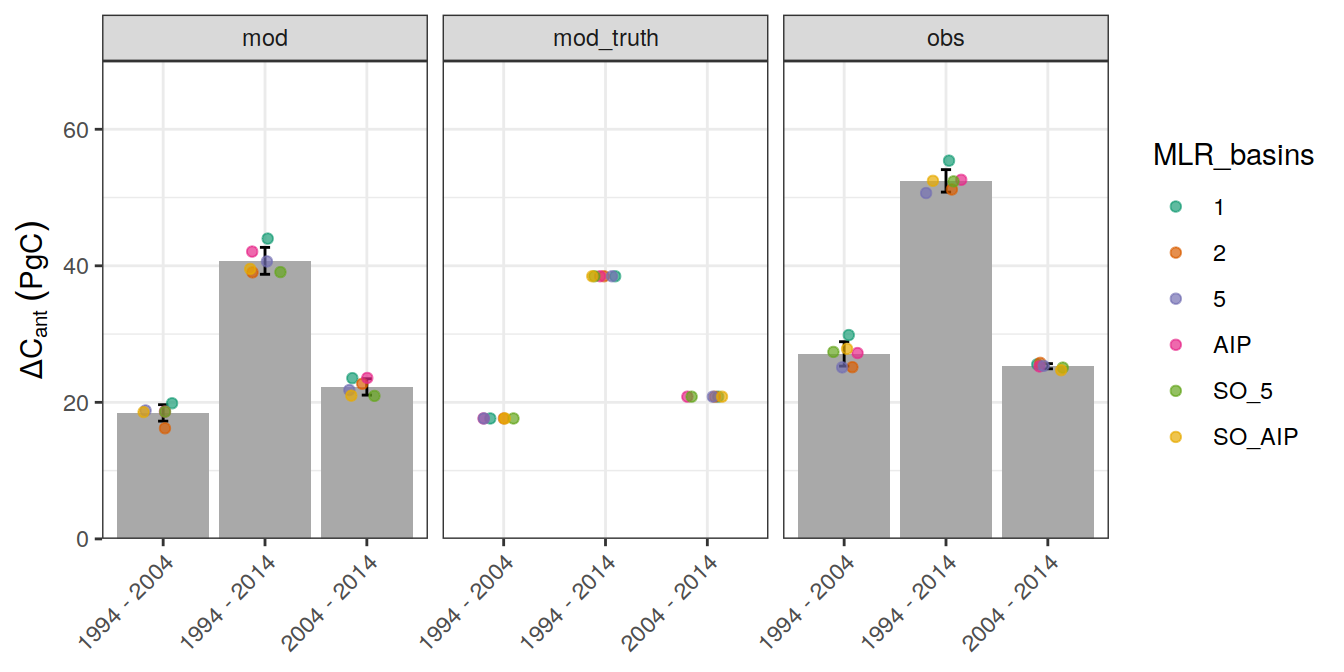 mod
mod_truth
obs
ΔCant (PgC)
60
40
20
0
1994 - 2004
1994 - 2014
2004 - 2014
1994 - 2004
1994 - 2014
2004 - 2014
1994 - 2004
1994 - 2014
2004 - 2014
MLR_basins
1
2
5
AIP
SO_5
SO_AIP